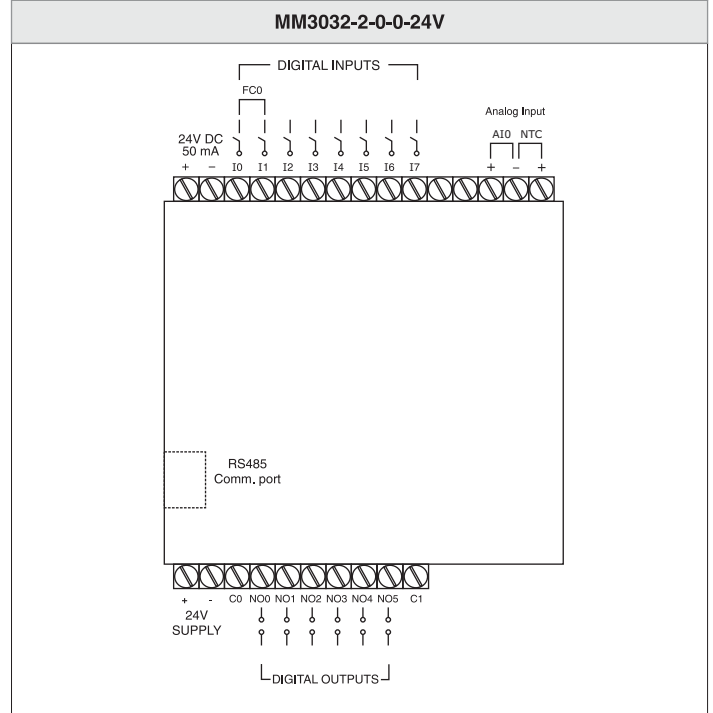 MM3032-2-0-0-24V
DIGITAL INPUTS
FC0
Analog Input
24V DC
50 mA
AI0 NTC
+ – I0 I1 I2 I3 I4 I5 I6 I7 + – +
RS485
Comm. port
+ - C0 NO0 NO1 NO2 NO3 NO4 NO5 C1
24V
SUPPLY
DIGITAL OUTPUTS